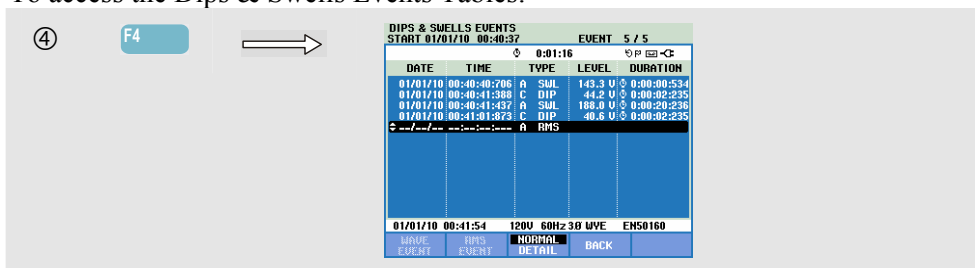 To access the Dips & Swells Events Tables:
④ F4
DIPS & SWELLS EVENTS
START 01/01/10 00:40:37 EVENT 5 / 5
0:01:16
DATE TIME TYPE LEVEL DURATION
01/01/10 00:40:40:706 A SWL 143.3 V 0:00:00:534
01/01/10 00:40:41:388 C DIP 44.2 V 0:00:02:235
01/01/10 00:40:41:437 A SWL 188.0 V 0:00:20:236
01/01/10 00:41:01:873 C DIP 40.6 V 0:00:02:235
--/--/-- --:--:--:--- A RMS
01/01/10 00:41:54 120V 60Hz 3.0 WYE EN50160
WAVE EVENT RMS EVENT NORMAL DETAIL BACK